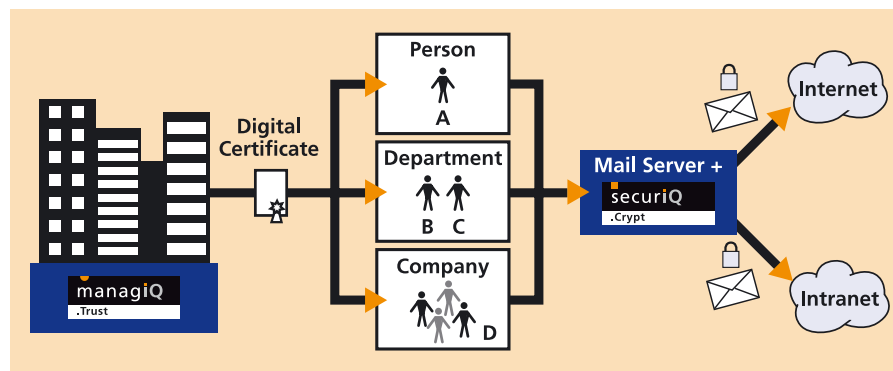 managiQ
.Trust
Digital
Certificate
Person
A
Department
B C
Company
D
Mail Server +
securiQ
.Crypt
Internet
Intranet